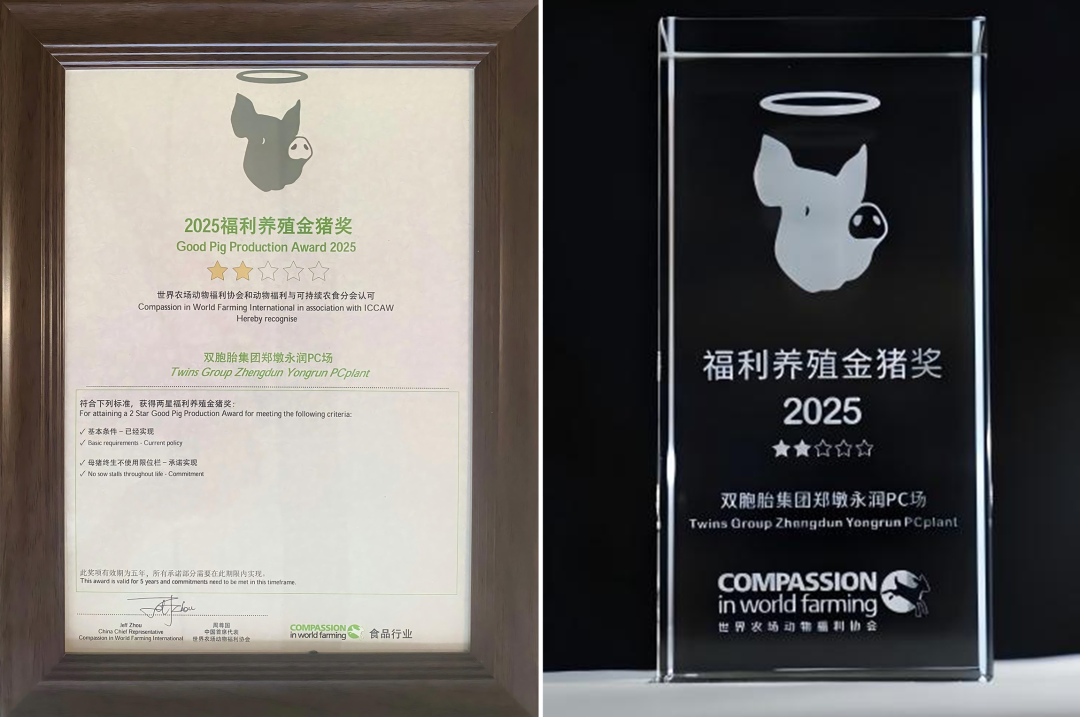 2025福利养殖金猪奖
Good Pig Production Award 2025
世界农场动物福利协会和动物福利与可持续农食分会认可
Compassion in World Farming International in association with ICCAW
Hereby recognise
双胞胎集团郑墩永润PC场
Twins Group Zhengdun Yongrun PCplant
符合下列标准，获得两星福利养殖金猪奖：
For attaining a 2 Star Good Pig Production Award for meeting the following criteria:
✓ 基本条件 – 已经实现
✓ Basic requirements - Current policy
✓ 母猪终生不使用限位栏 – 承诺实现
✓ No sow stalls throughout life - Commitment
此奖项有效期为五年，所有承诺部分需要在此期限内实现。
This award is valid for 5 years and commitments need to be met in this timeframe.
Jeff Zhou
China Chief Representative
Compassion in World Farming International
周尊国
中国首席代表
世界农场动物福利协会
COMPASSION
in world farming
食品行业
福利养殖金猪奖
2025
双胞胎集团郑墩永润PC场
Twins Group Zhengdun Yongrun PCplant
COMPASSION
in world farming
世界农场动物福利协会